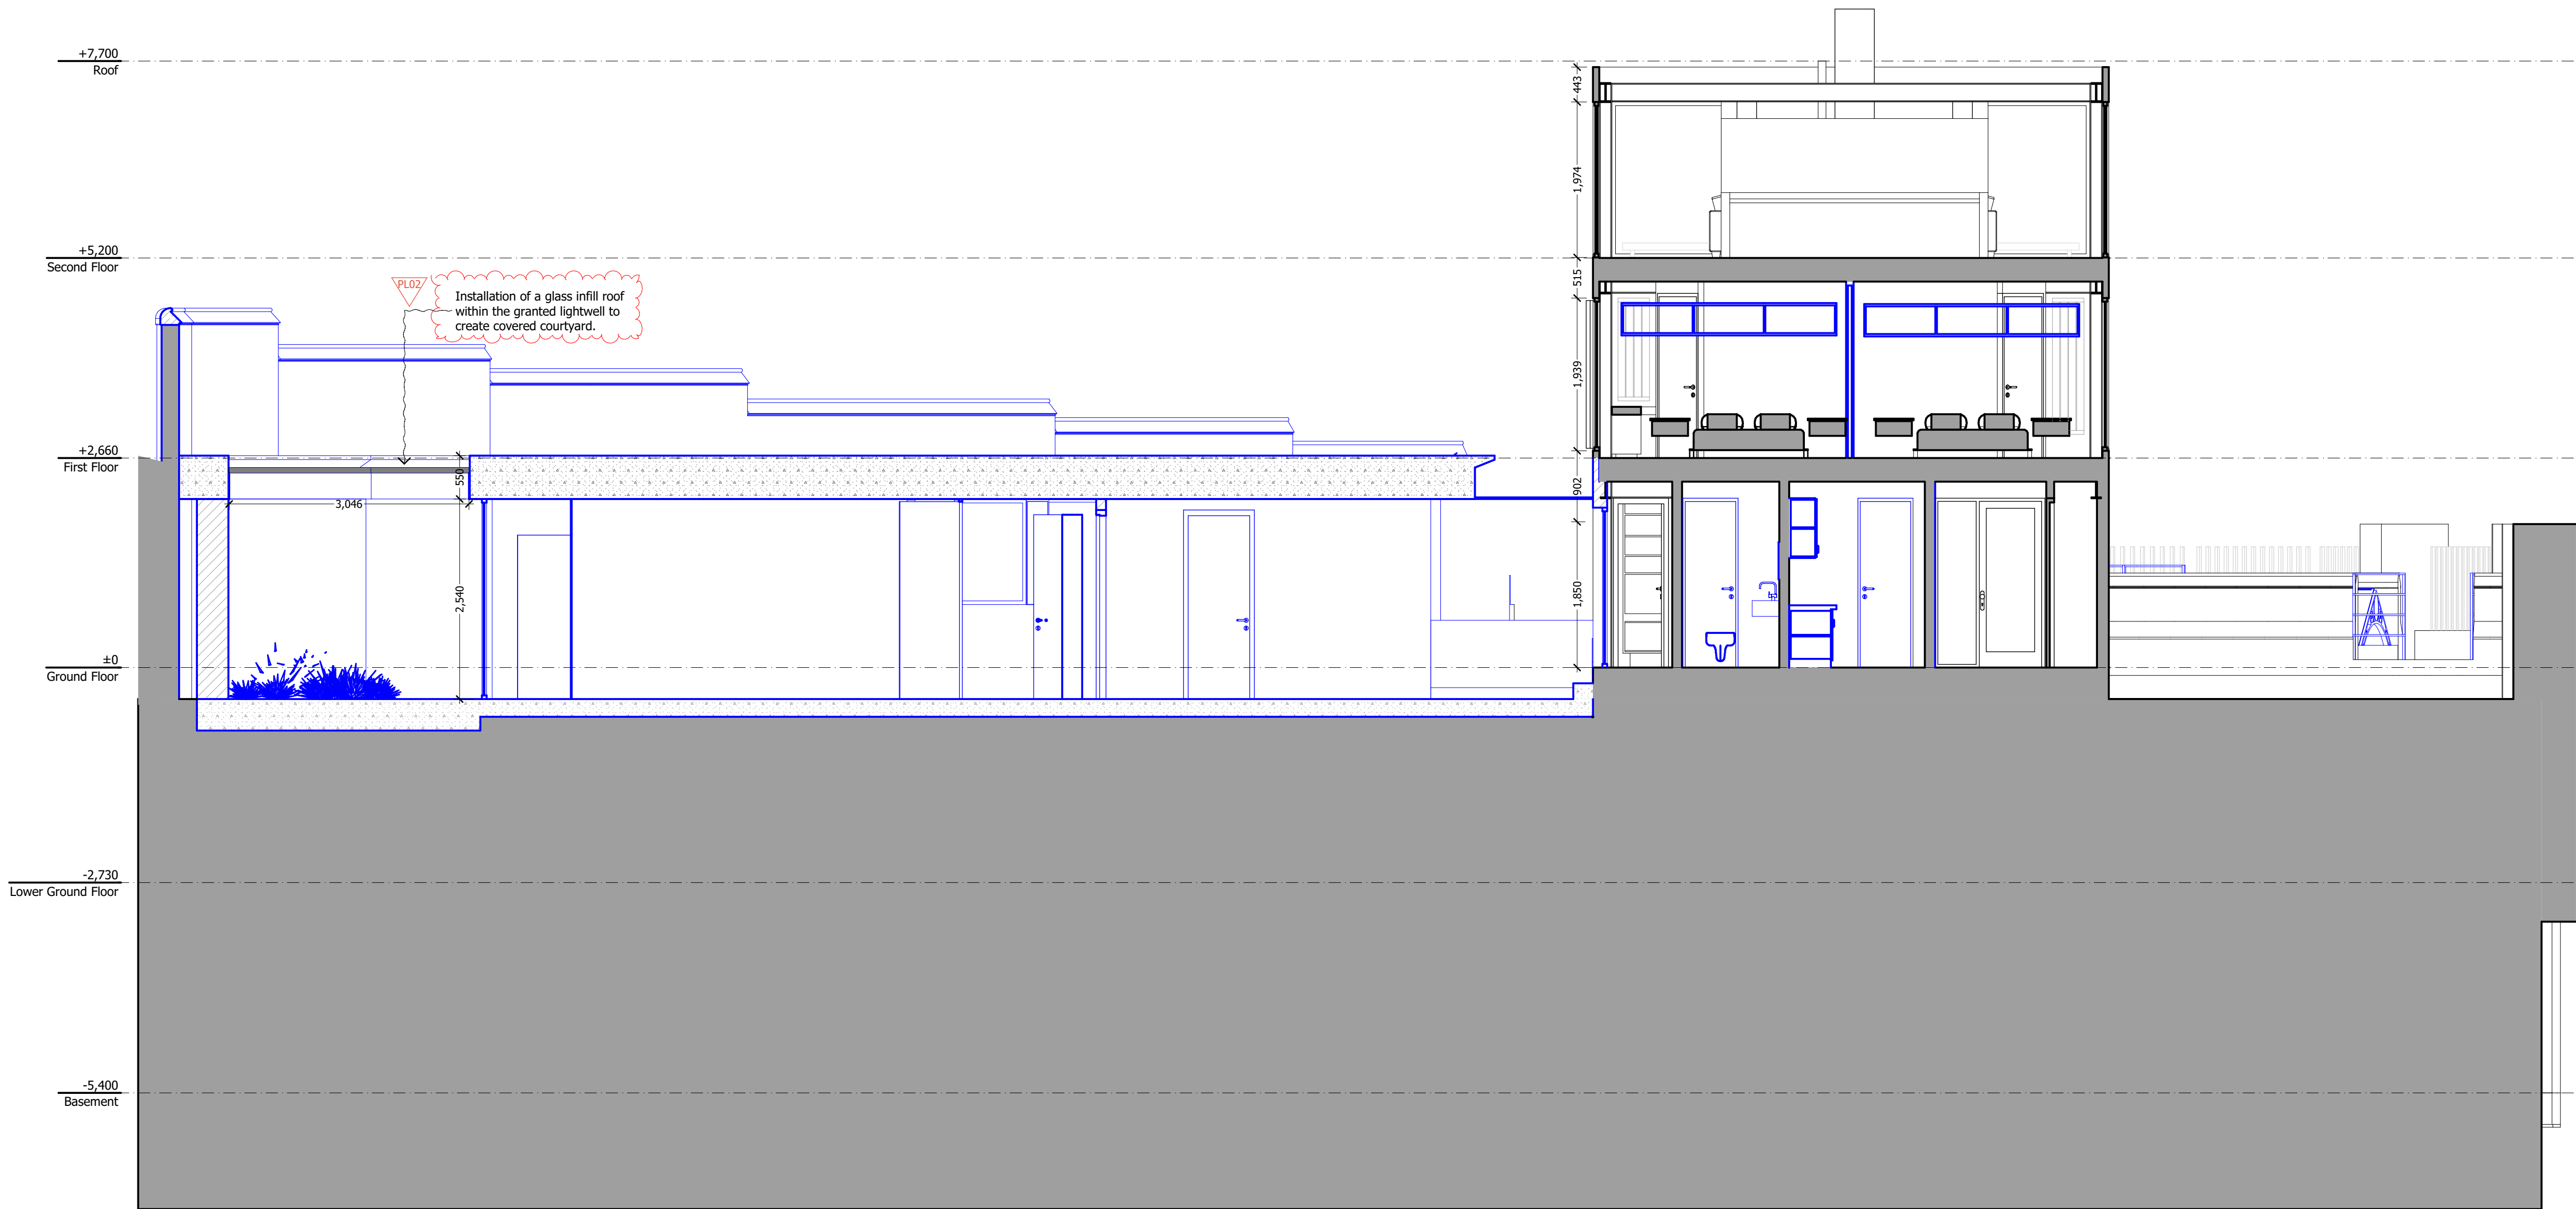 +7,700
Roof
443
1,974
+5,200
Second Floor
515
PL02
Installation of a glass infill roof
within the granted lightwell to
create covered courtyard.
1,939
+2,660
First Floor
550
902
3,046
2,540
1,850
±0
Ground Floor
-2,730
Lower Ground Floor
-5,400
Basement